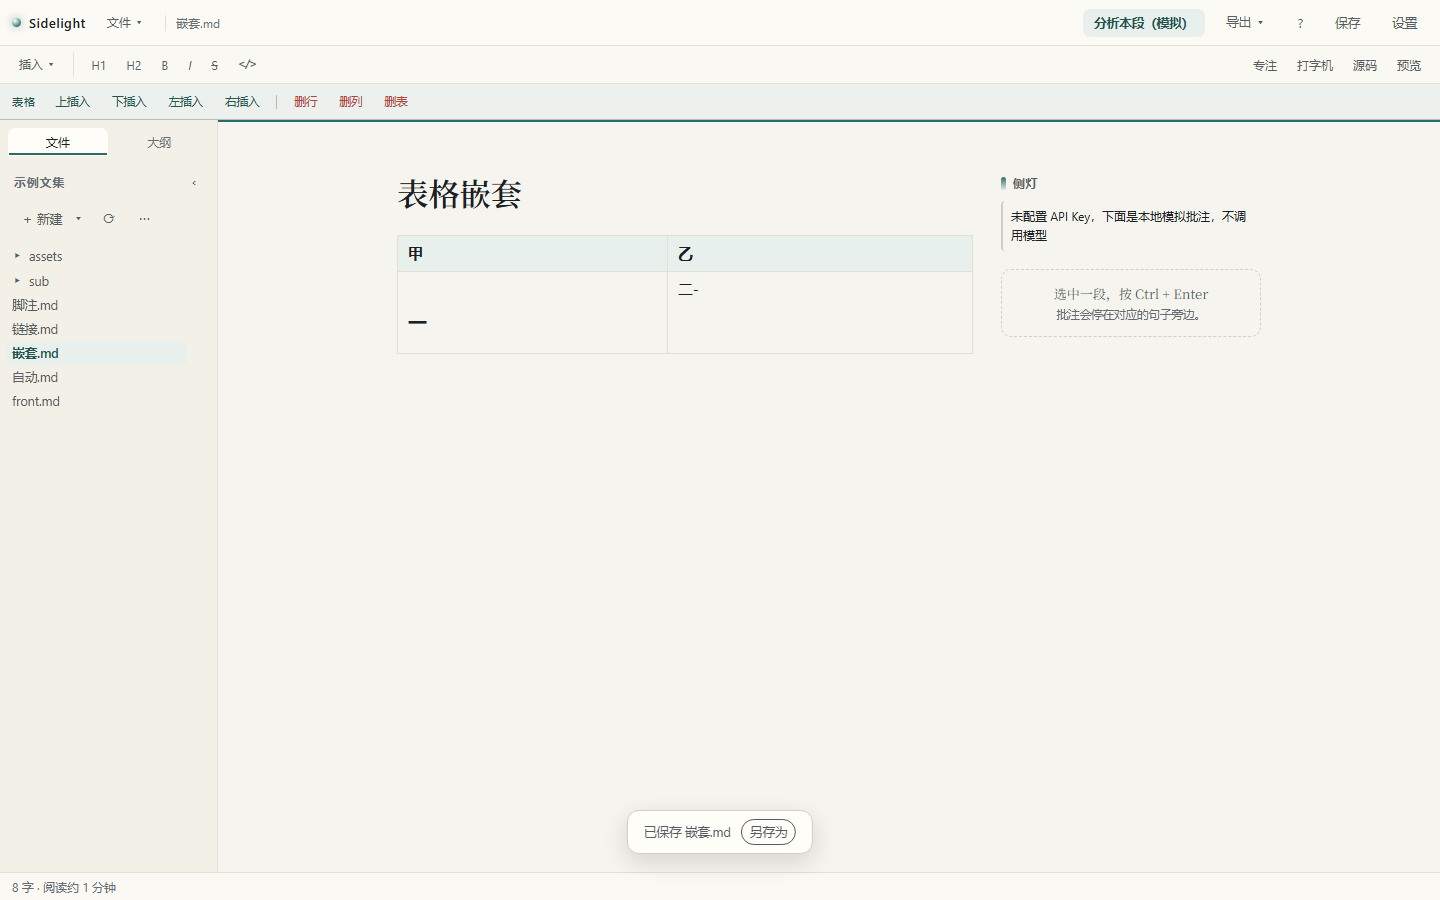 Sidelight 文件 嵌套.md 分析本段（模拟） 导出 ? 保存 设置
插入 H1 H2 B I S </> 专注 打字机 源码 预览
表格 上插入 下插入 左插入 右插入 删行 删列 删表
文件 大纲
示例文集
+ 新建 ···
assets
sub
脚注.md
链接.md
嵌套.md
自动.md
front.md
表格嵌套
甲 乙
一 二-
侧灯
未配置 API Key，下面是本地模拟批注，不调
用模型
选中一段，按 Ctrl + Enter
批注会停在对应的句子旁边。
已保存 嵌套.md 另存为
8 字 · 阅读约 1 分钟